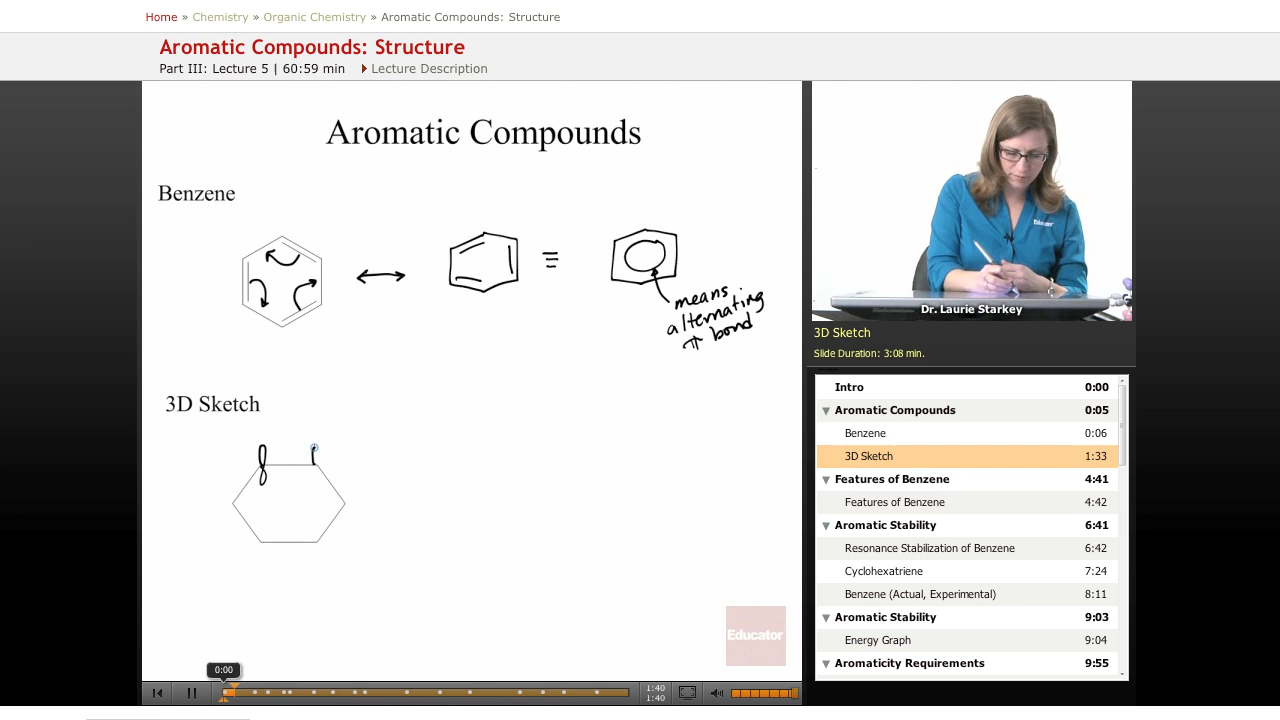 Home » Chemistry » Organic Chemistry » Aromatic Compounds: Structure
Aromatic Compounds: Structure
Part III: Lecture 5 | 60:59 min Lecture Description
Aromatic Compounds
Benzene
means
alternating
π bond
3D Sketch
Educator
0:00
1:40
1:40
Dr. Laurie Starkey
3D Sketch
Slide Duration: 3:08 min.
Intro 0:00
Aromatic Compounds 0:05
Benzene 0:06
3D Sketch 1:33
Features of Benzene 4:41
Features of Benzene 4:42
Aromatic Stability 6:41
Resonance Stabilization of Benzene 6:42
Cyclohexatriene 7:24
Benzene (Actual, Experimental) 8:11
Aromatic Stability 9:03
Energy Graph 9:04
Aromaticity Requirements 9:55